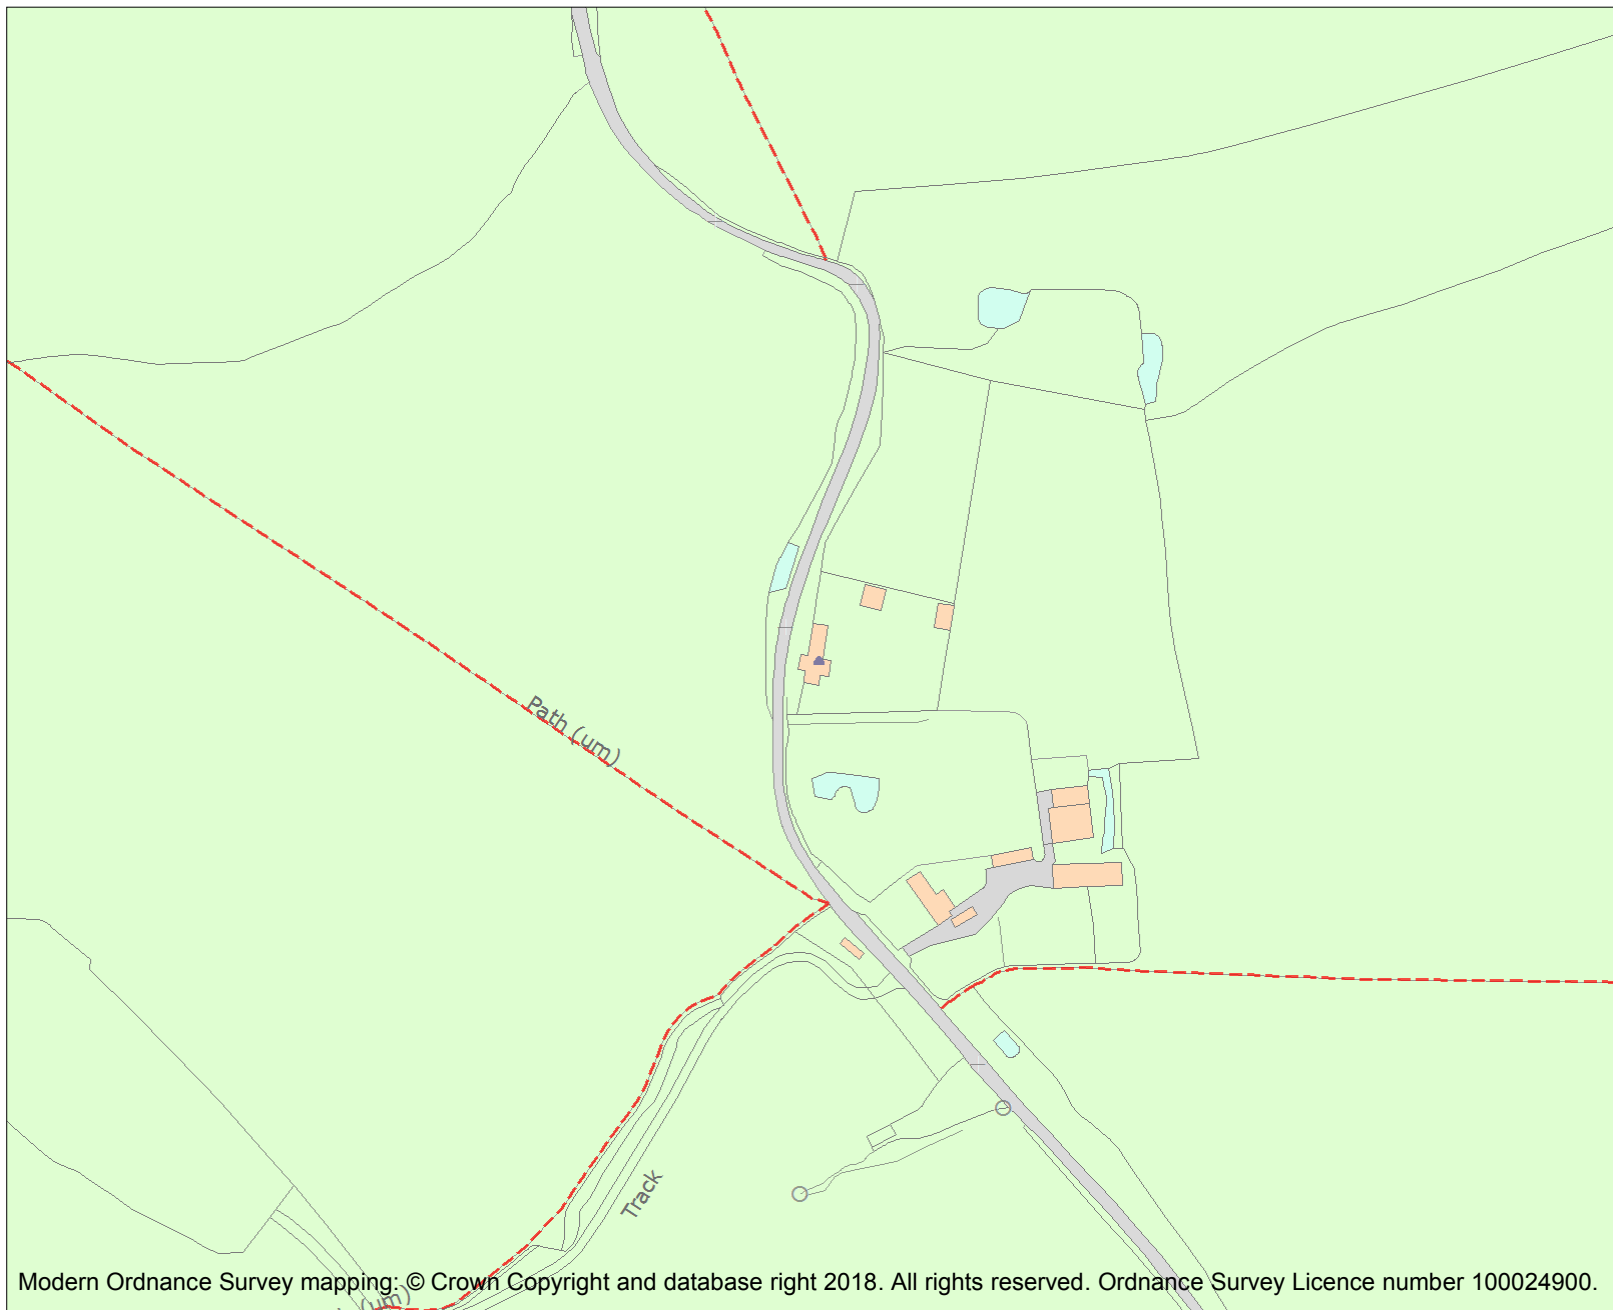 Path (um)
Track
(um)
Modern Ordnance Survey mapping: © Crown Copyright and database right 2018. All rights reserved. Ordnance Survey Licence number 100024900.